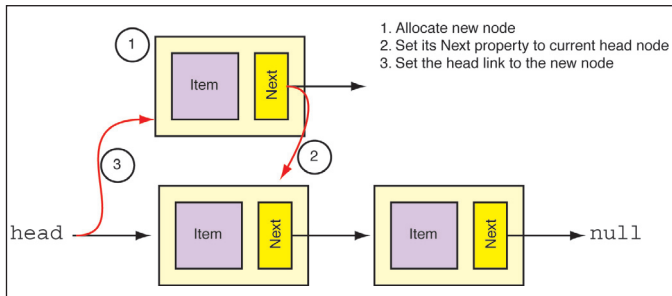 1
1. Allocate new node
2. Set its Next property to current head node
3. Set the head link to the new node
Item
Next
2
3
head
Item
Next
Item
Next
null